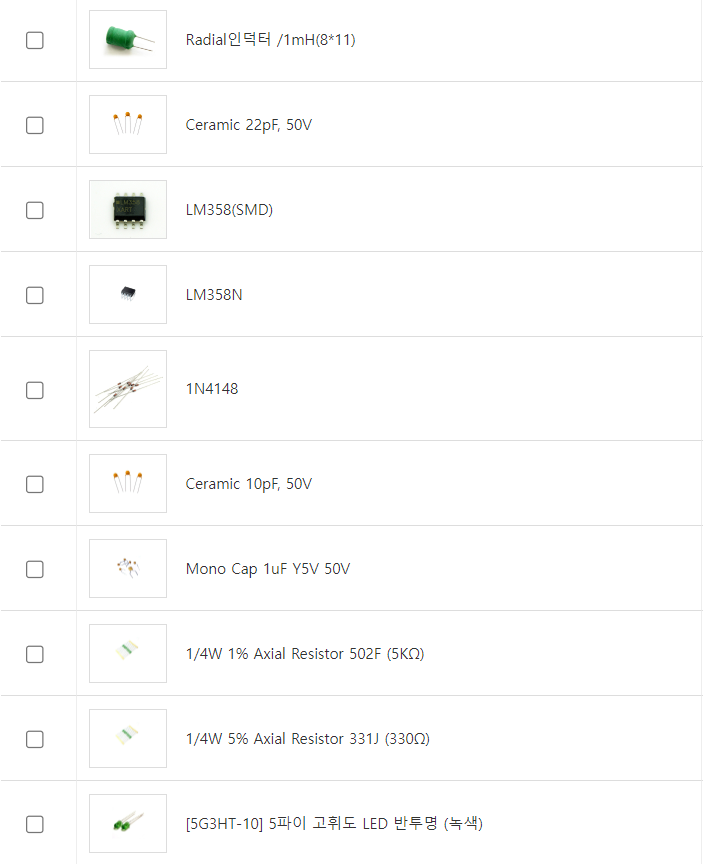 Radial인덕터 /1mH(8*11)
Ceramic 22pF, 50V
LM358(SMD)
LM358N
1N4148
Ceramic 10pF, 50V
Mono Cap 1uF Y5V 50V
1/4W 1% Axial Resistor 502F (5KΩ)
1/4W 5% Axial Resistor 331J (330Ω)
[5G3HT-10] 5파이 고휘도 LED 반투명 (녹색)